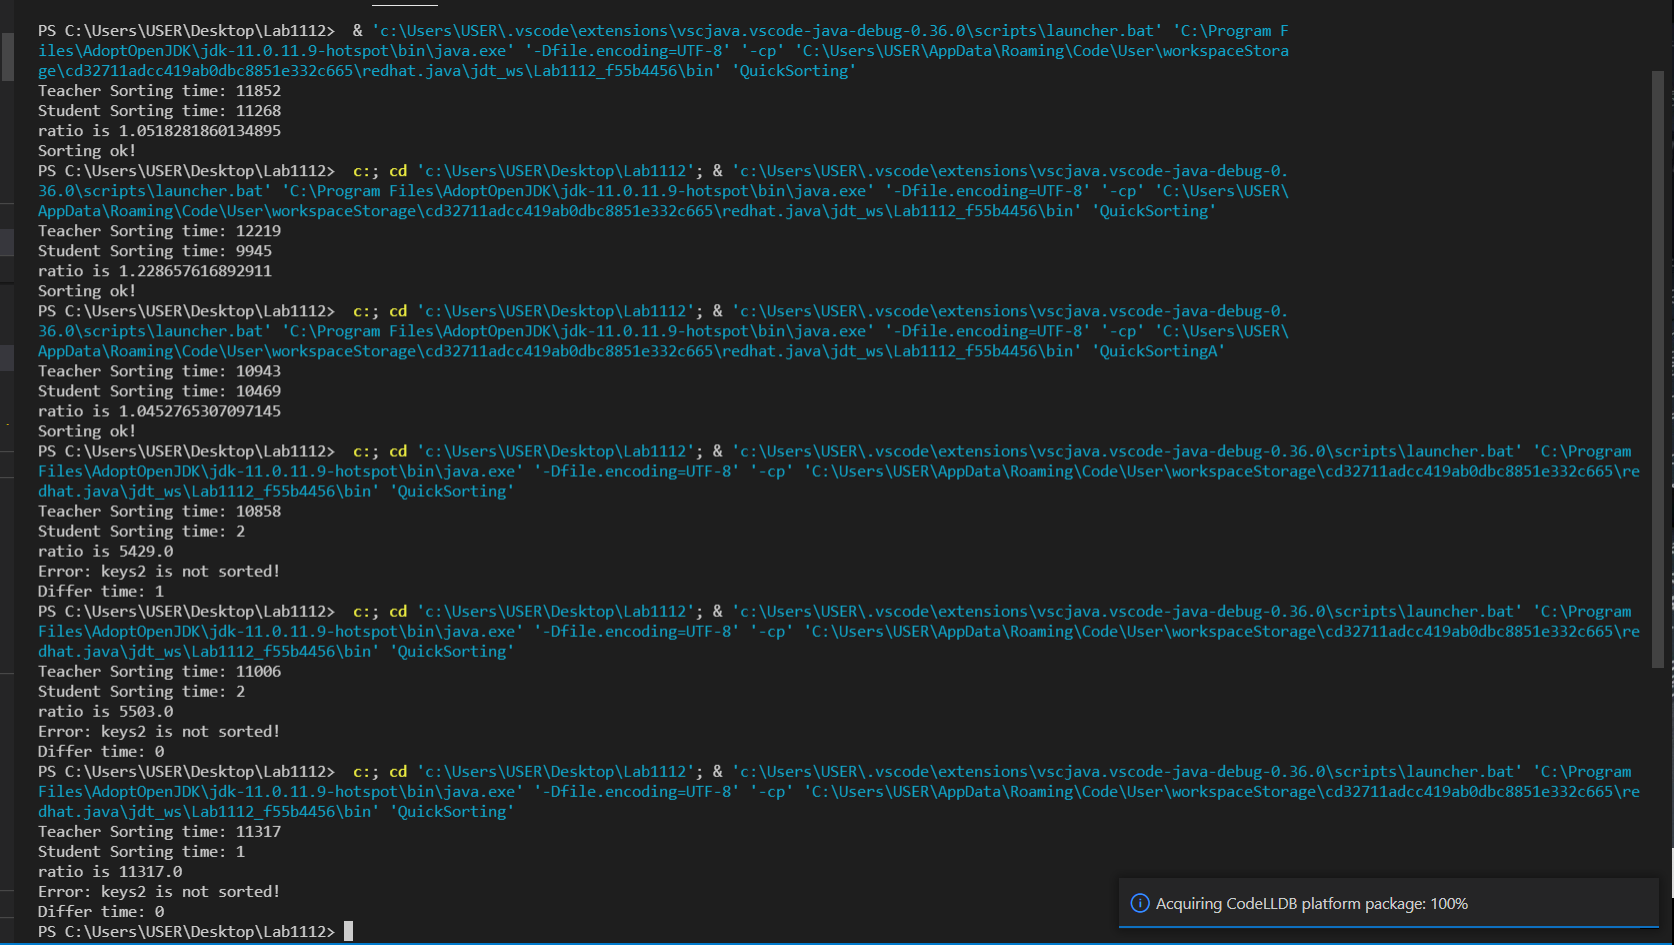 PS C:\Users\USER\Desktop\Lab1112>  & 'c:\Users\USER\.vscode\extensions\vscjava.vscode-java-debug-0.36.0\scripts\launcher.bat' 'C:\Program F
iles\AdoptOpenJDK\jdk-11.0.11.9-hotspot\bin\java.exe' '-Dfile.encoding=UTF-8' '-cp' 'C:\Users\USER\AppData\Roaming\Code\User\workspaceStora
ge\cd32711adcc419ab0dbc8851e332c665\redhat.java\jdt_ws\Lab1112_f55b4456\bin' 'QuickSorting'
Teacher Sorting time: 11852
Student Sorting time: 11268
ratio is 1.0518281860134895
Sorting ok!
PS C:\Users\USER\Desktop\Lab1112>  c:; cd 'c:\Users\USER\Desktop\Lab1112'; & 'c:\Users\USER\.vscode\extensions\vscjava.vscode-java-debug-0.
36.0\scripts\launcher.bat' 'C:\Program Files\AdoptOpenJDK\jdk-11.0.11.9-hotspot\bin\java.exe' '-Dfile.encoding=UTF-8' '-cp' 'C:\Users\USER\
AppData\Roaming\Code\User\workspaceStorage\cd32711adcc419ab0dbc8851e332c665\redhat.java\jdt_ws\Lab1112_f55b4456\bin' 'QuickSorting'
Teacher Sorting time: 12219
Student Sorting time: 9945
ratio is 1.228657616892911
Sorting ok!
PS C:\Users\USER\Desktop\Lab1112>  c:; cd 'c:\Users\USER\Desktop\Lab1112'; & 'c:\Users\USER\.vscode\extensions\vscjava.vscode-java-debug-0.
36.0\scripts\launcher.bat' 'C:\Program Files\AdoptOpenJDK\jdk-11.0.11.9-hotspot\bin\java.exe' '-Dfile.encoding=UTF-8' '-cp' 'C:\Users\USER\
AppData\Roaming\Code\User\workspaceStorage\cd32711adcc419ab0dbc8851e332c665\redhat.java\jdt_ws\Lab1112_f55b4456\bin' 'QuickSortingA'
Teacher Sorting time: 10943
Student Sorting time: 10469
ratio is 1.0452765307097145
Sorting ok!
PS C:\Users\USER\Desktop\Lab1112>  c:; cd 'c:\Users\USER\Desktop\Lab1112'; & 'c:\Users\USER\.vscode\extensions\vscjava.vscode-java-debug-0.36.0\scripts\launcher.bat' 'C:\Program
Files\AdoptOpenJDK\jdk-11.0.11.9-hotspot\bin\java.exe' '-Dfile.encoding=UTF-8' '-cp' 'C:\Users\USER\AppData\Roaming\Code\User\workspaceStorage\cd32711adcc419ab0dbc8851e332c665\re
dhat.java\jdt_ws\Lab1112_f55b4456\bin' 'QuickSorting'
Teacher Sorting time: 10858
Student Sorting time: 2
ratio is 5429.0
Error: keys2 is not sorted!
Differ time: 1
PS C:\Users\USER\Desktop\Lab1112>  c:; cd 'c:\Users\USER\Desktop\Lab1112'; & 'c:\Users\USER\.vscode\extensions\vscjava.vscode-java-debug-0.36.0\scripts\launcher.bat' 'C:\Program
Files\AdoptOpenJDK\jdk-11.0.11.9-hotspot\bin\java.exe' '-Dfile.encoding=UTF-8' '-cp' 'C:\Users\USER\AppData\Roaming\Code\User\workspaceStorage\cd32711adcc419ab0dbc8851e332c665\re
dhat.java\jdt_ws\Lab1112_f55b4456\bin' 'QuickSorting'
Teacher Sorting time: 11006
Student Sorting time: 2
ratio is 5503.0
Error: keys2 is not sorted!
Differ time: 0
PS C:\Users\USER\Desktop\Lab1112>  c:; cd 'c:\Users\USER\Desktop\Lab1112'; & 'c:\Users\USER\.vscode\extensions\vscjava.vscode-java-debug-0.36.0\scripts\launcher.bat' 'C:\Program
Files\AdoptOpenJDK\jdk-11.0.11.9-hotspot\bin\java.exe' '-Dfile.encoding=UTF-8' '-cp' 'C:\Users\USER\AppData\Roaming\Code\User\workspaceStorage\cd32711adcc419ab0dbc8851e332c665\re
dhat.java\jdt_ws\Lab1112_f55b4456\bin' 'QuickSorting'
Teacher Sorting time: 11317
Student Sorting time: 1
ratio is 11317.0
Error: keys2 is not sorted!
Differ time: 0
PS C:\Users\USER\Desktop\Lab1112>
Acquiring CodeLLDB platform package: 100%